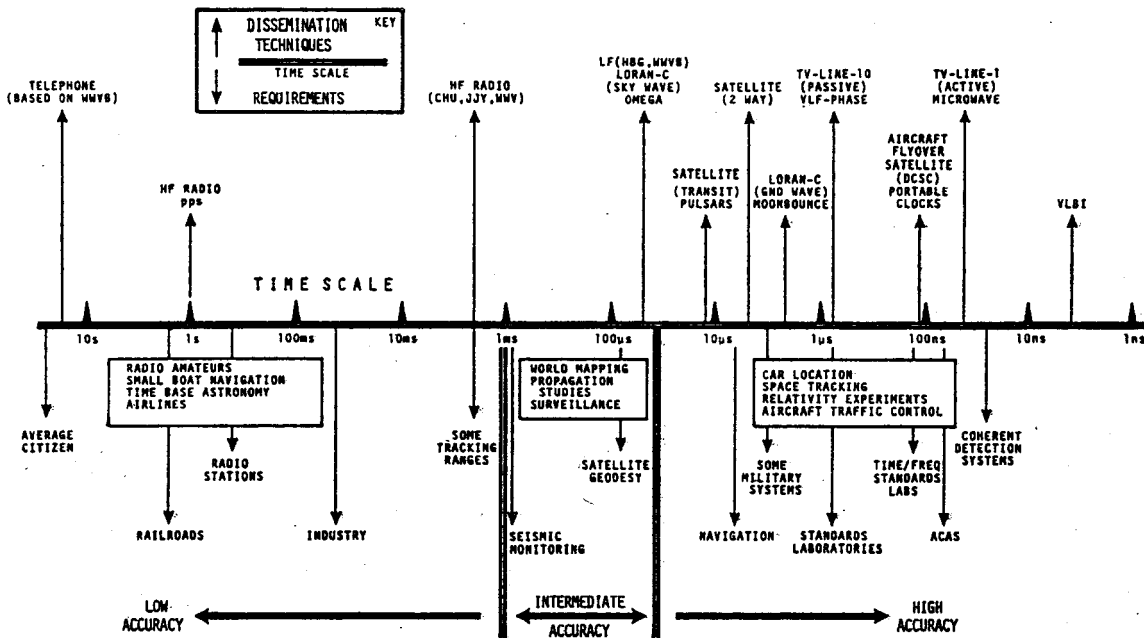 DISSEMINATION KEY
TECHNIQUES
TIME SCALE
REQUIREMENTS
TELEPHONE
(BASED ON WWVB)
HF RADIO
pps
HF RADIO
(CHU,JJY,WWV)
LF(HBG,WWVB)
LORAN-C
(SKY WAVE)
OMEGA
SATELLITE
(TRANSIT)
PULSARS
SATELLITE
(2 WAY)
LORAN-C
(GND WAVE)
MOONBOUNCE
TV-LINE-10
(PASSIVE)
VLF-PHASE
AIRCRAFT
FLYOVER
SATELLITE
(DCSC)
PORTABLE
CLOCKS
TV-LINE-1
(ACTIVE)
MICROWAVE
VLBI
TIME SCALE
10s 1s 100ms 10ms 1ms 100µs 10µs 1µs 100ns 10ns 1ns
RADIO AMATEURS
SMALL BOAT NAVIGATION
TIME BASE ASTRONOMY
AIRLINES
WORLD MAPPING
PROPAGATION
STUDIES
SURVEILLANCE
CAR LOCATION
SPACE TRACKING
RELATIVITY EXPERIMENTS
AIRCRAFT TRAFFIC CONTROL
AVERAGE
CITIZEN
RADIO
STATIONS
RAILROADS
INDUSTRY
SOME
TRACKING
RANGES
SEISMIC
MONITORING
SATELLITE
GEODESY
NAVIGATION
SOME
MILITARY
SYSTEMS
STANDARDS
LABORATORIES
TIME/FREQ
STANDARDS
LABS
ACAS
COHERENT
DETECTION
SYSTEMS
LOW
ACCURACY
INTERMEDIATE
ACCURACY
HIGH
ACCURACY